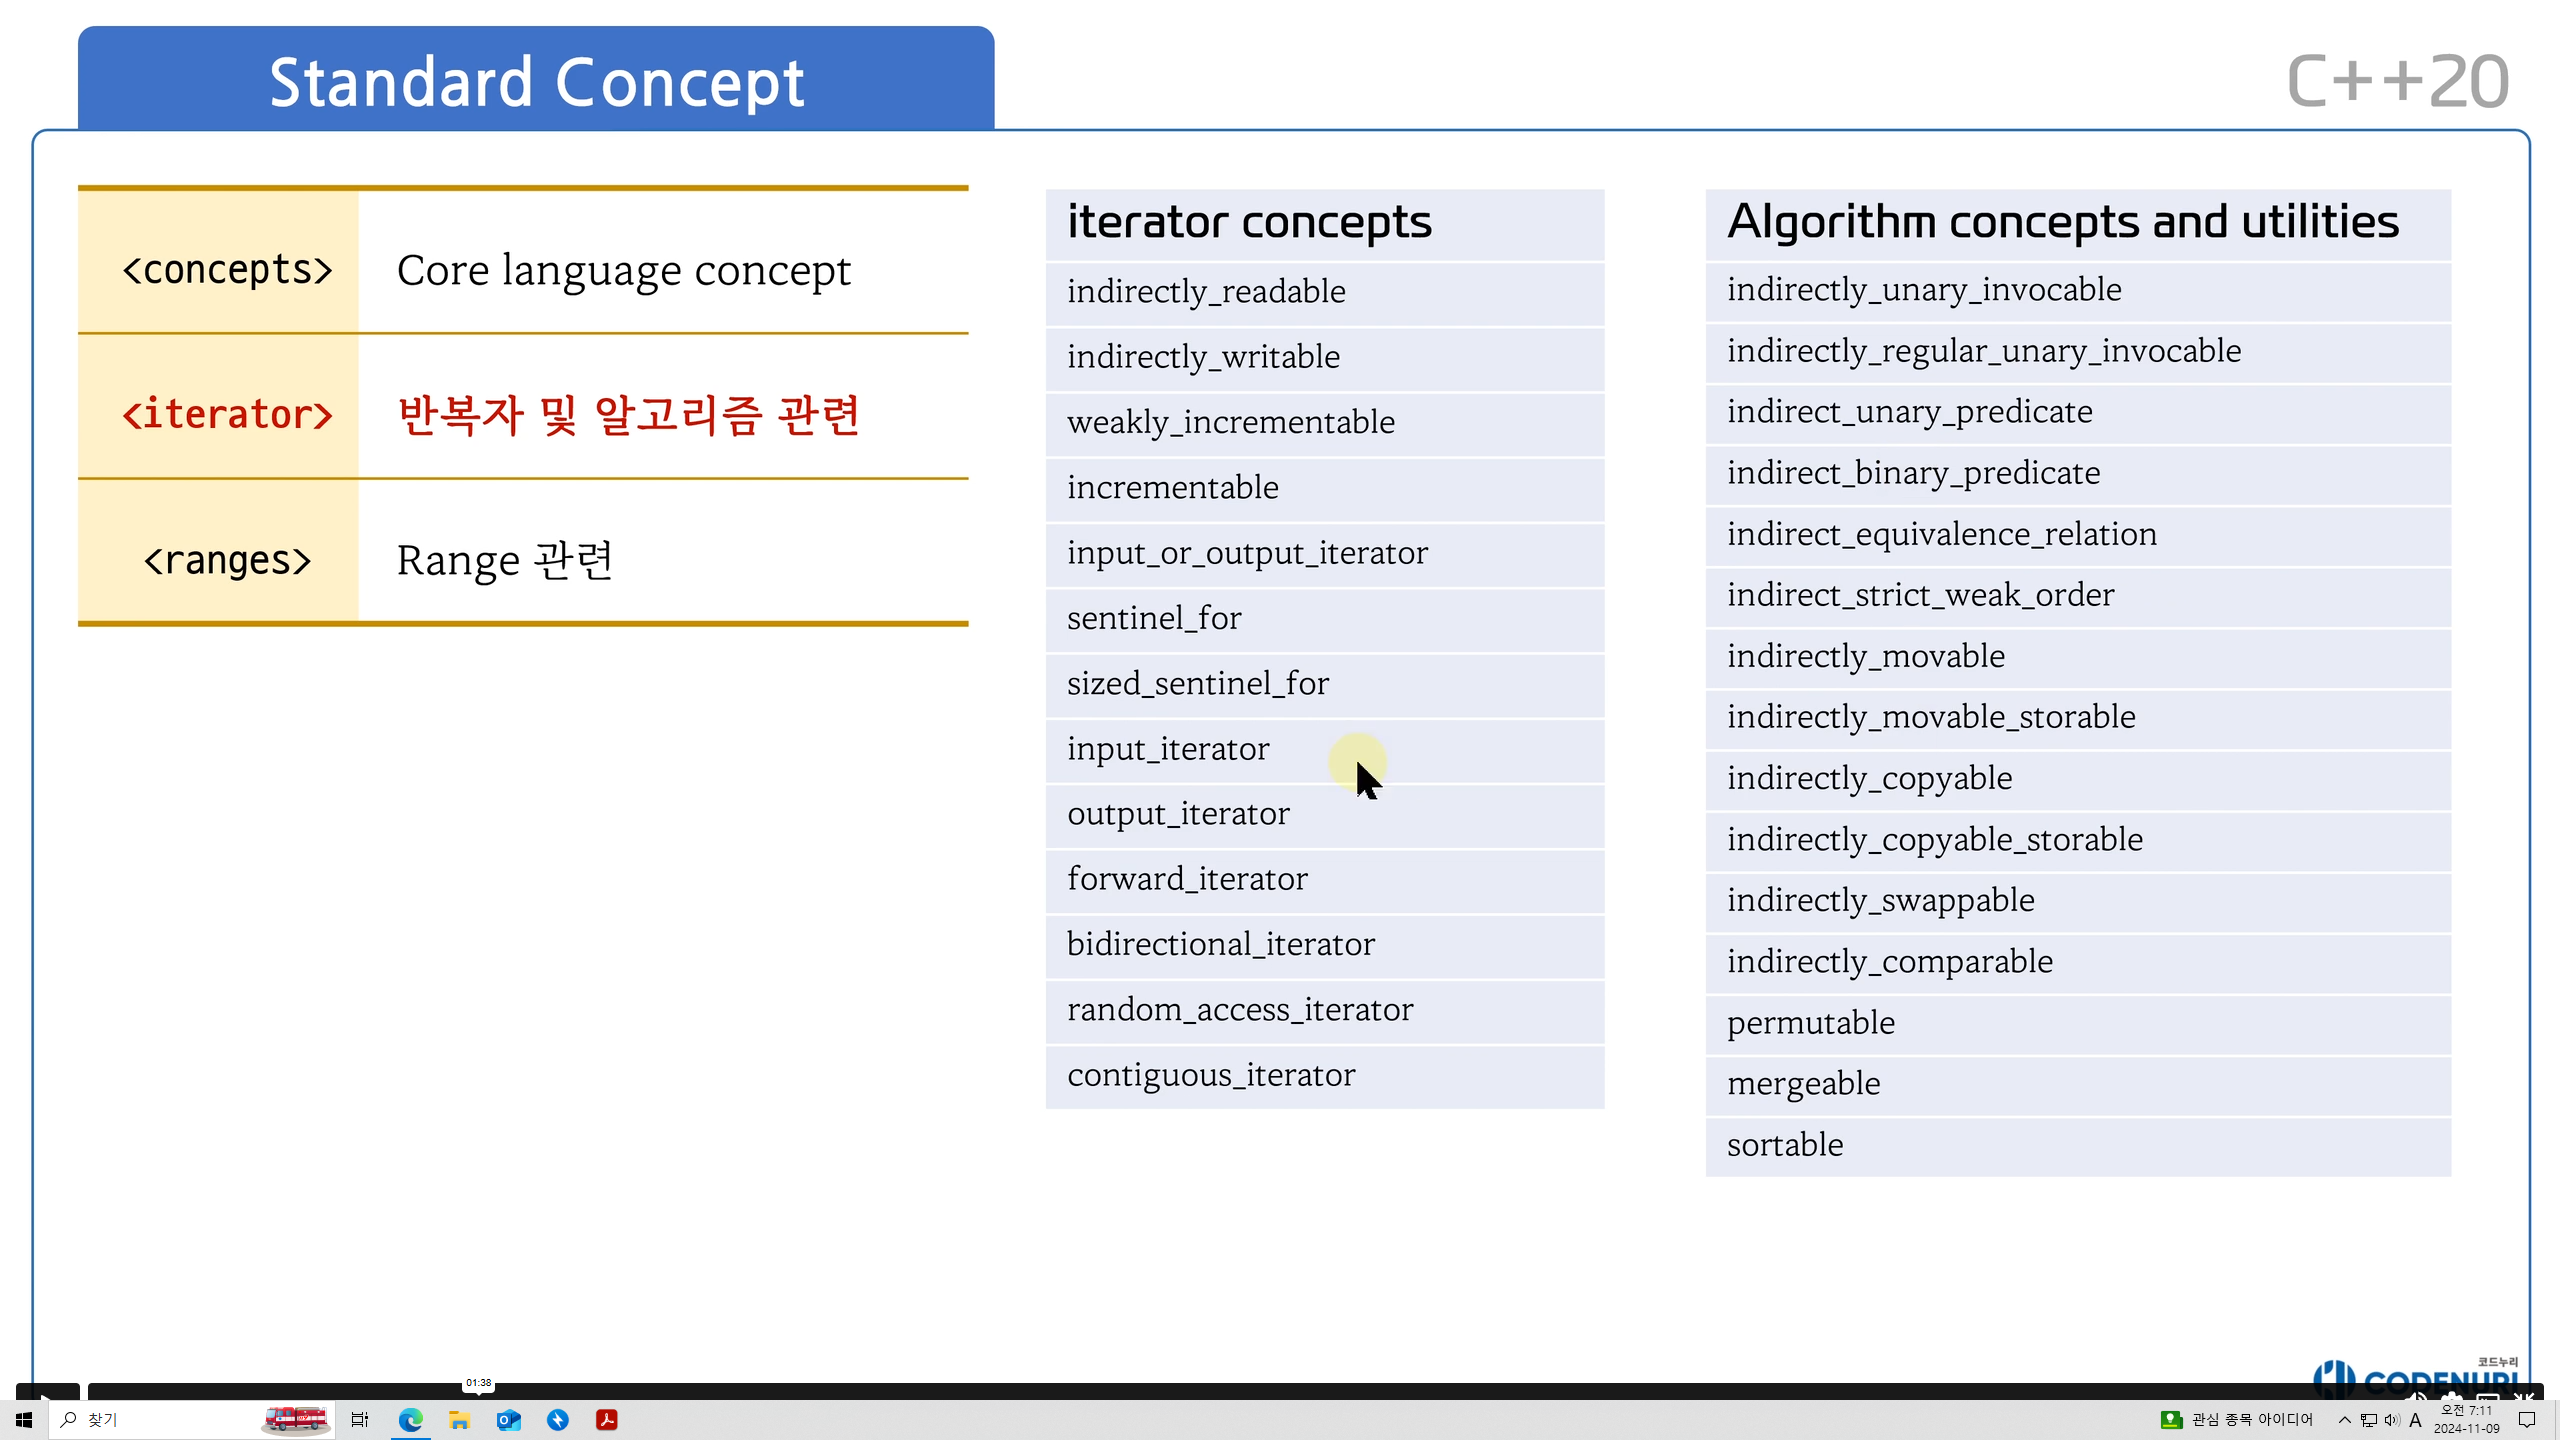 Standard Concept
C++20
<concepts> Core language concept
<iterator> 반복자 및 알고리즘 관련
<ranges> Range 관련
iterator concepts
indirectly_readable
indirectly_writable
weakly_incrementable
incrementable
input_or_output_iterator
sentinel_for
sized_sentinel_for
input_iterator
output_iterator
forward_iterator
bidirectional_iterator
random_access_iterator
contiguous_iterator
Algorithm concepts and utilities
indirectly_unary_invocable
indirectly_regular_unary_invocable
indirect_unary_predicate
indirect_binary_predicate
indirect_equivalence_relation
indirect_strict_weak_order
indirectly_movable
indirectly_movable_storable
indirectly_copyable
indirectly_copyable_storable
indirectly_swappable
indirectly_comparable
permutable
mergeable
sortable
코드누리
CODENURI
01:38
찾기
관심 종목 아이디어
A
오전 7:11
2024-11-09